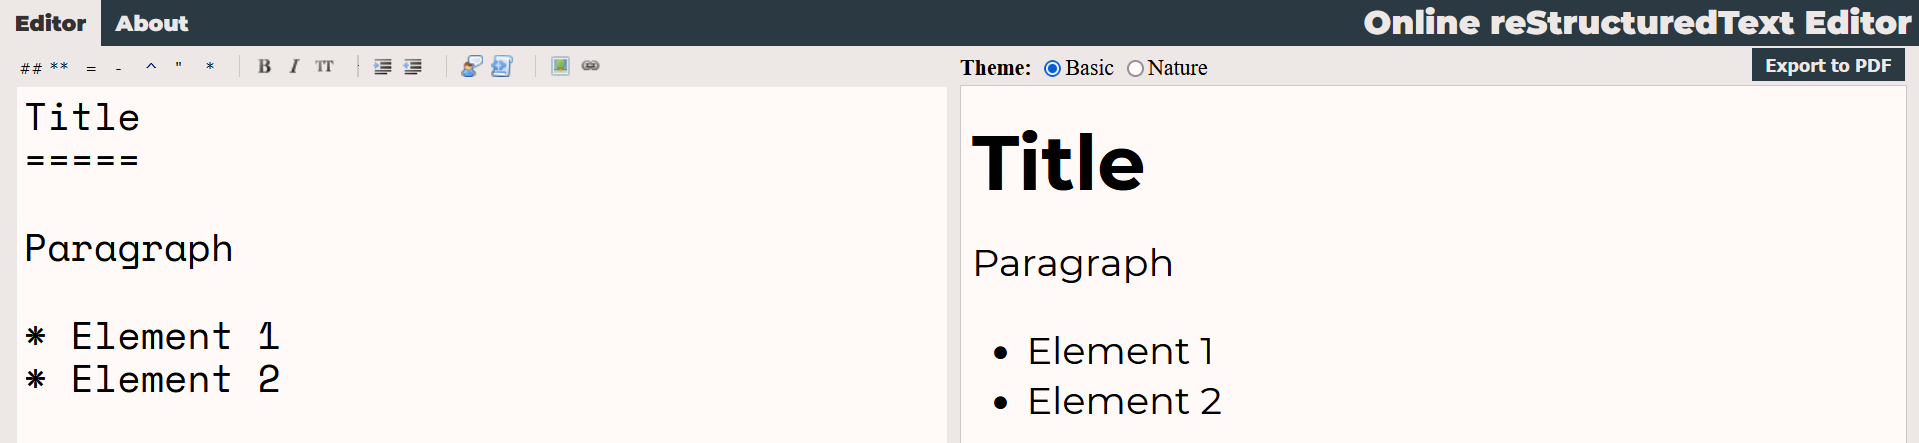 Editor About Online reStructuredText Editor
## ** = - ^ " * B I TT Theme: Basic Nature Export to PDF
Title
=====
Paragraph
* Element 1
* Element 2
Title
Paragraph
• Element 1
• Element 2